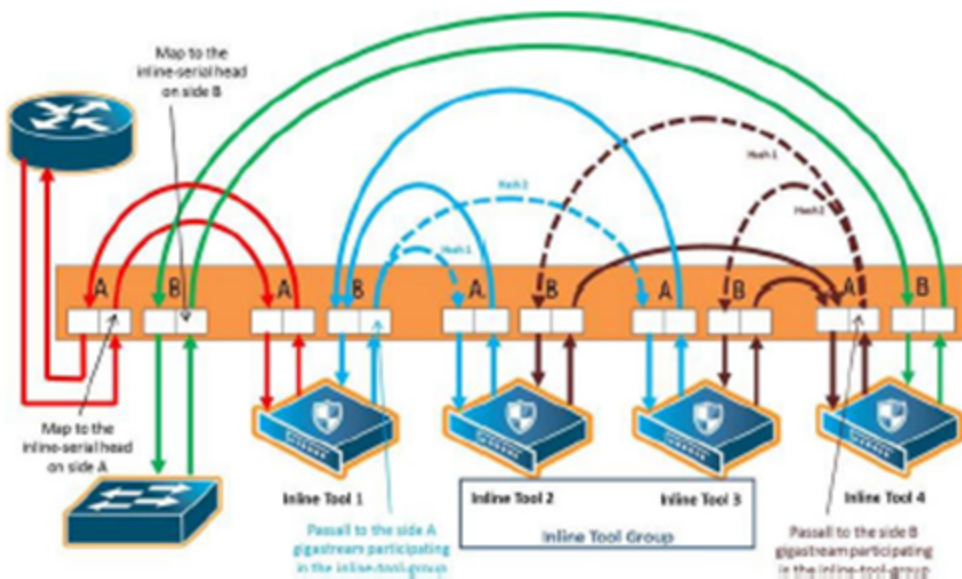 Map to the
inline-serial head
on side B
Hash 1
Hash 2
Hash 2
Hash 1
A
B
A
B
A
B
A
B
A
B
Map to the
inline-serial head
on side A
Inline Tool 1
Inline Tool 2
Inline Tool 3
Inline Tool 4
Inline Tool Group
Passall to the side A
gigastream participating
in the inline-tool-group
Passall to the side B
gigastream participating
in the inline-tool-group